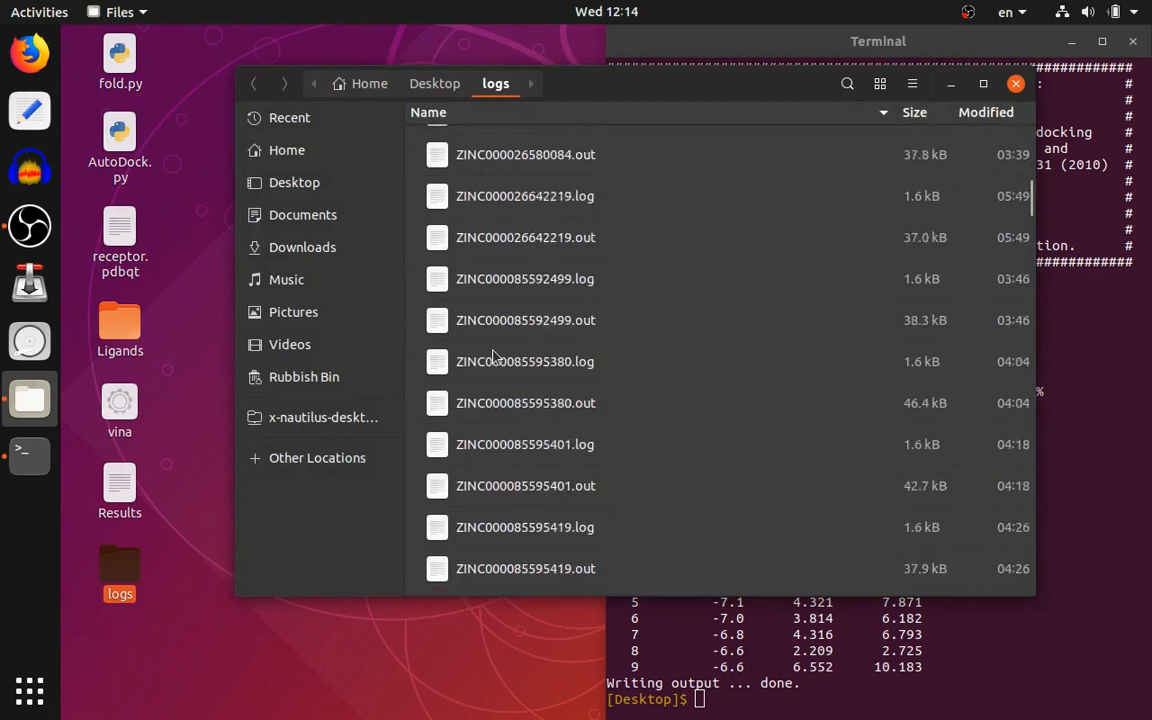 Activities
Files
Wed 12:14
en
fold.py
AutoDock.
py
receptor.
pdbqt
Ligands
vina
Results
logs
Terminal
Home
Desktop
logs
Recent
Home
Desktop
Documents
Downloads
Music
Pictures
Videos
Rubbish Bin
x-nautilus-deskt...
Other Locations
Name Size Modified
ZINC000026580084.out 37.8 kB 03:39
ZINC000026642219.log 1.6 kB 05:49
ZINC000026642219.out 37.0 kB 05:49
ZINC000085592499.log 1.6 kB 03:46
ZINC000085592499.out 38.3 kB 03:46
ZINC000085595380.log 1.6 kB 04:04
ZINC000085595380.out 46.4 kB 04:04
ZINC000085595401.log 1.6 kB 04:18
ZINC000085595401.out 42.7 kB 04:18
ZINC000085595419.log 1.6 kB 04:26
ZINC000085595419.out 37.9 kB 04:26
#############
: #
#
#
docking #
and #
31 (2010) #
#
#
#
#
tion. #
#############
%
5 -7.1 4.321 7.871
6 -7.0 3.814 6.182
7 -6.8 4.316 6.793
8 -6.6 2.209 2.725
9 -6.6 6.552 10.183
Writing output ... done.
[Desktop]$